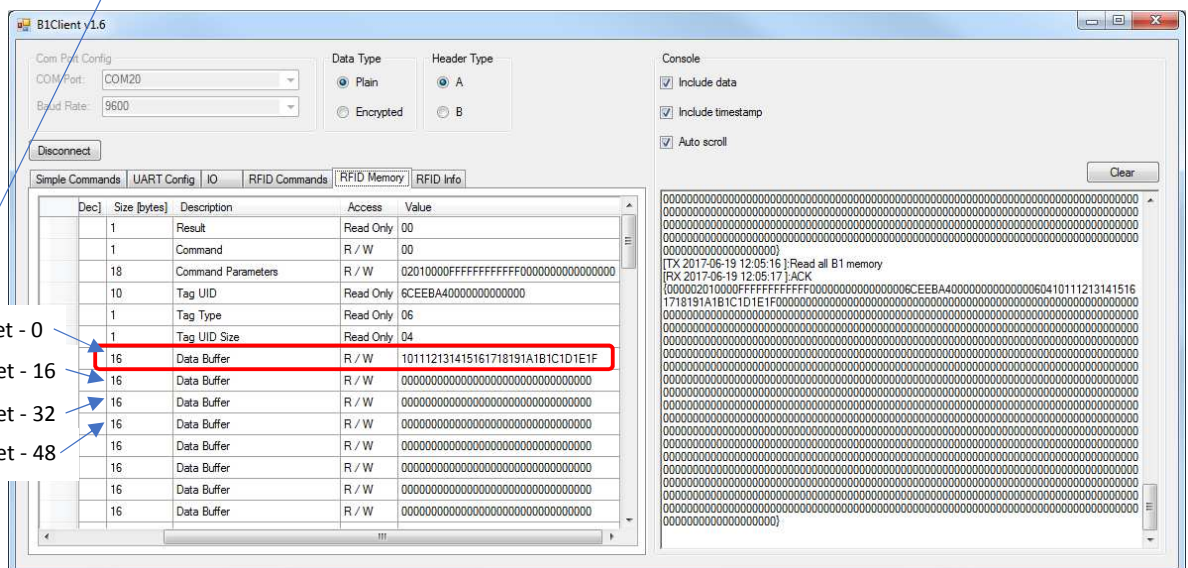 B1Client v1.6
Com Port Config
COM Port: COM20
Baud Rate: 9600
Data Type
Plain
Encrypted
Header Type
A
B
Console
Include data
Include timestamp
Auto scroll
Disconnect
Clear
Simple Commands UART Config IO RFID Commands RFID Memory RFID Info
Dec] Size [bytes] Description Access Value
1 Result Read Only 00
1 Command R / W 00
18 Command Parameters R / W 02010000FFFFFFFFFFFF0000000000000000
10 Tag UID Read Only 6CEEBA40000000000000
1 Tag Type Read Only 06
1 Tag UID Size Read Only 04
et - 0 16 Data Buffer R / W 101112131415161718191A1B1C1D1E1F
et - 16 16 Data Buffer R / W 00000000000000000000000000000000
et - 32 16 Data Buffer R / W 00000000000000000000000000000000
et - 48 16 Data Buffer R / W 00000000000000000000000000000000
16 Data Buffer R / W 00000000000000000000000000000000
16 Data Buffer R / W 00000000000000000000000000000000
16 Data Buffer R / W 00000000000000000000000000000000
16 Data Buffer R / W 00000000000000000000000000000000
[TX 2017-06-19 12:05:16 ]:Read all B1 memory
[RX 2017-06-19 12:05:17 ]:ACK
{000002010000FFFFFFFFFFFF00000000000000006CEEBA40000000000000060410111213141516